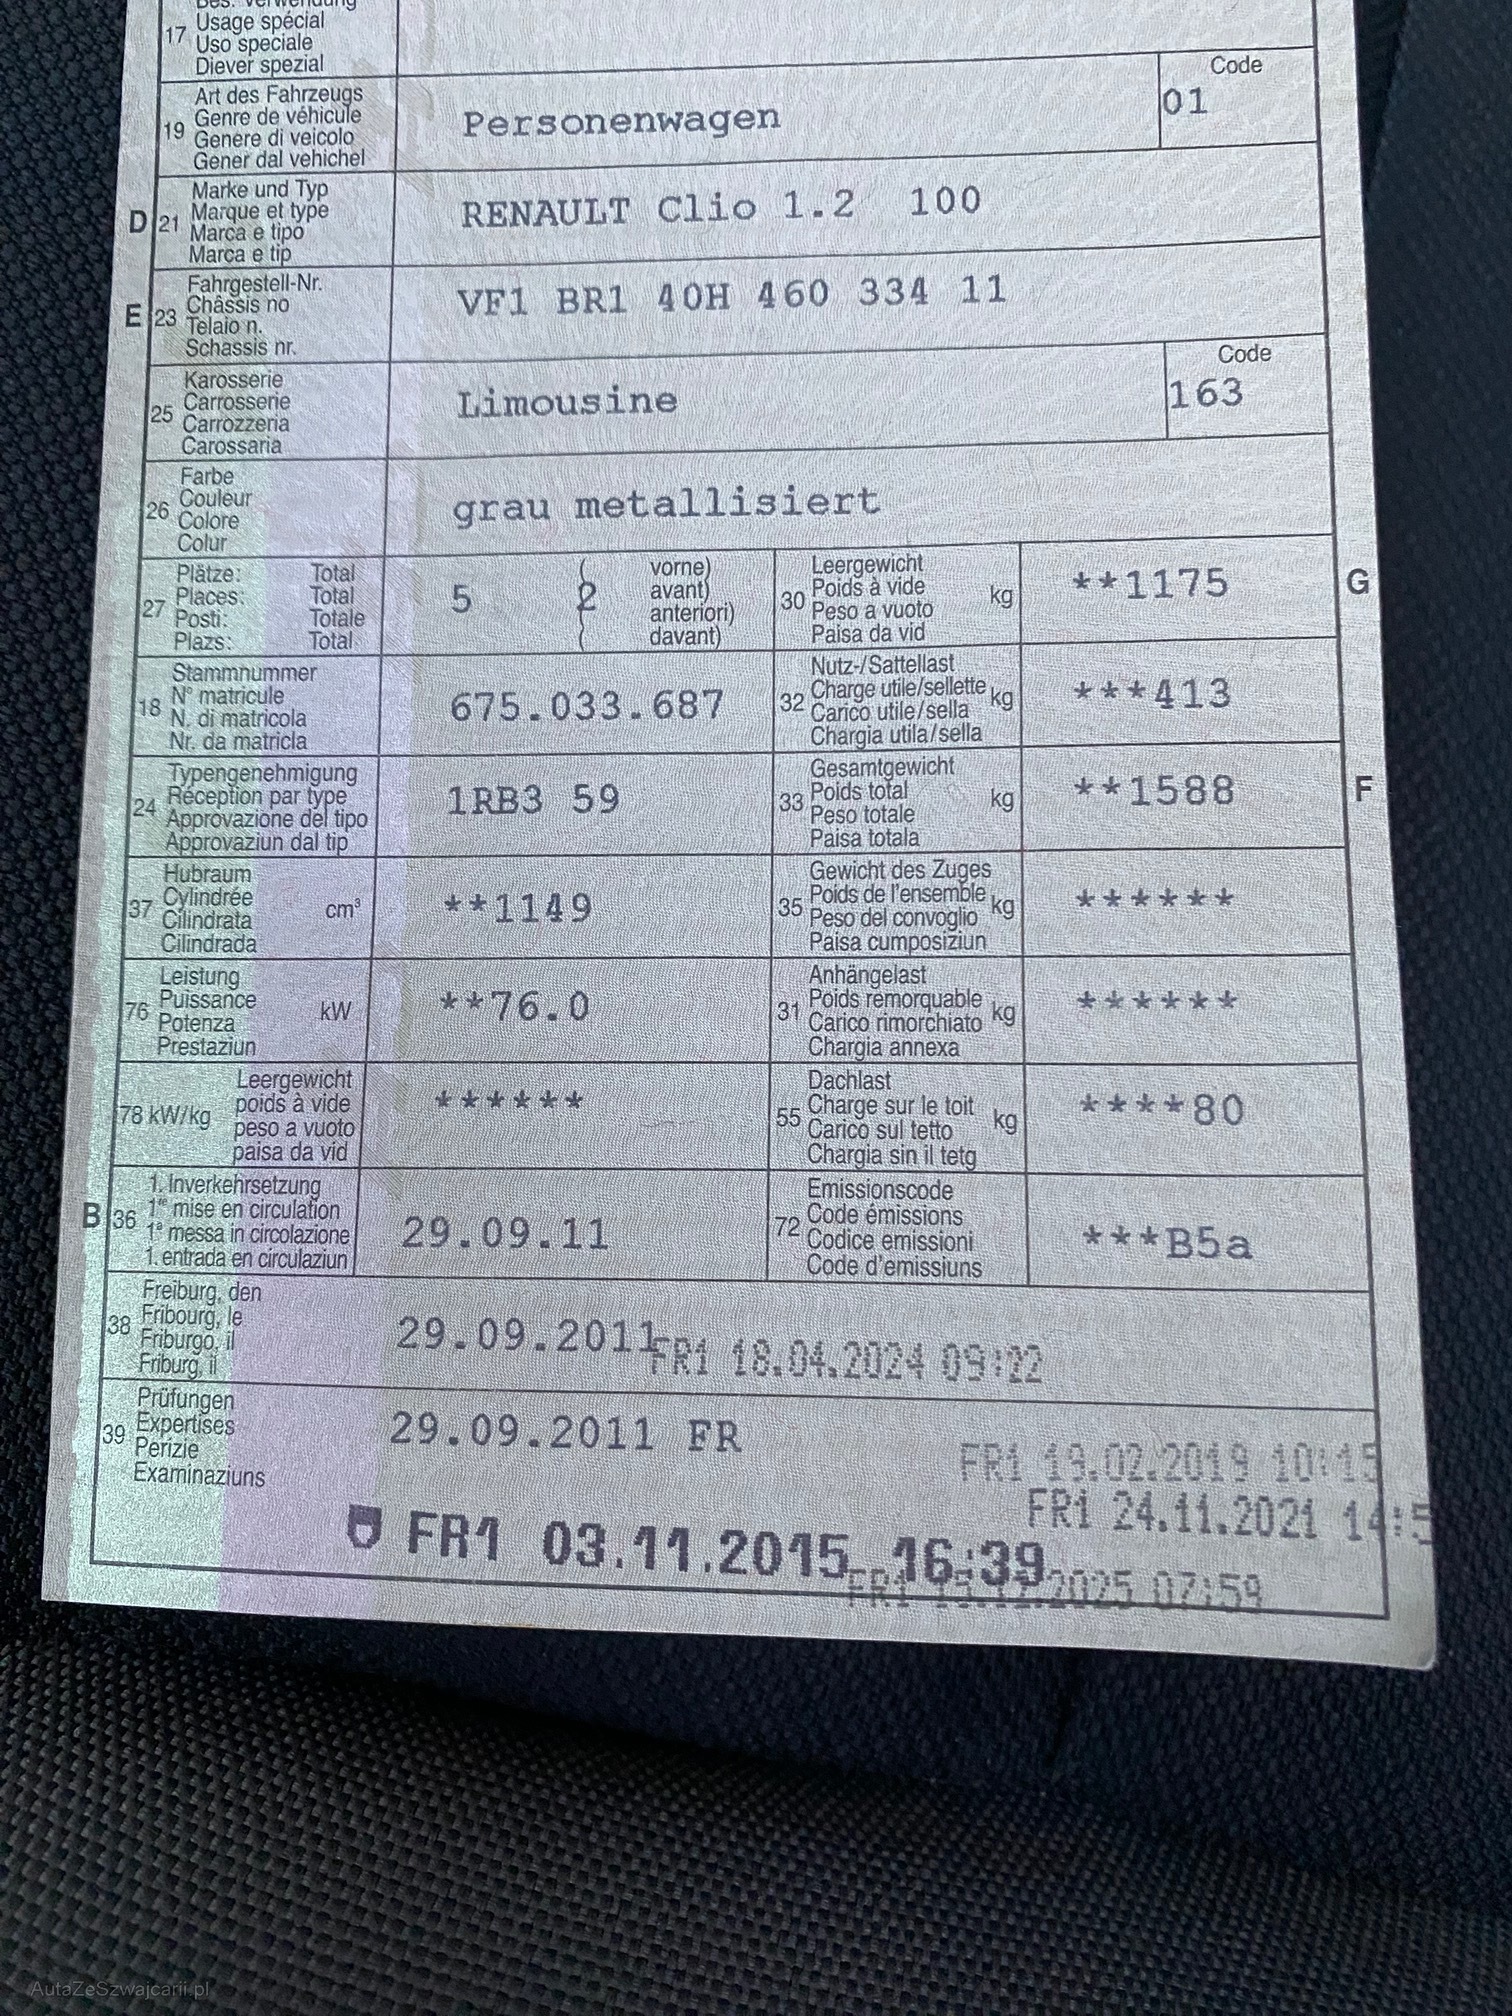 17 Usage spécial
Uso speciale
Diever spezial
19 Art des Fahrzeugs
Genre de véhicule
Genere di veicolo
Gener dal vehichel
Personenwagen
Code
01
D 21 Marke und Typ
Marque et type
Marca e tipo
Marca e tip
RENAULT Clio 1.2 100
E 23 Fahrgestell-Nr.
Châssis no
Telaio n.
Schassis nr.
VF1 BR1 40H 460 334 11
25 Karosserie
Carrosserie
Carrozzeria
Carossaria
Limousine
Code
163
26 Farbe
Couleur
Colore
Colur
grau metallisiert
27 Plätze: Total
Places: Total
Posti: Totale
Plazs: Total
5 ( 2 vorne)
avant)
anteriori)
davant)
30 Leergewicht
Poids à vide
Peso a vuoto
Paisa da vid
kg **1175 G
18 Stammnummer
N° matricule
N. di matricola
Nr. da matricla
675.033.687
32 Nutz-/Sattellast
Charge utile/sellette
Carico utile/sella
Chargia utila/sella
kg ***413
24 Typengenehmigung
Réception par type
Approvazione del tipo
Approvaziun dal tip
1RB3 59
33 Gesamtgewicht
Poids total
Peso totale
Paisa totala
kg **1588 F
37 Hubraum
Cylindrée
Cilindrata
Cilindrada
cm³ **1149
35 Gewicht des Zuges
Poids de l'ensemble
Peso del convoglio
Paisa cumposiziun
kg ******
76 Leistung
Puissance
Potenza
Prestaziun
kW **76.0
31 Anhängelast
Poids remorquable
Carico rimorchiato
Chargia annexa
kg ******
78 kW/kg Leergewicht
poids à vide
peso a vuoto
paisa da vid
******
55 Dachlast
Charge sur le toit
Carico sul tetto
Chargia sin il tetg
kg ****80
B 36 1. Inverkehrsetzung
1re mise en circulation
1a messa in circolazione
1. entrada en circulaziun
29.09.11
72 Emissionscode
Code émissions
Codice emissioni
Code d'emissiuns
***B5a
38 Freiburg, den
Fribourg, le
Friburgo, il
Friburg, il
29.09.2011
FR1 18.04.2024 09:22
39 Prüfungen
Expertises
Perizie
Examinaziuns
29.09.2011 FR
FR1 19.02.2019 10:15
FR1 24.11.2021 14:5
FR1 03.11.2015 16:39
FR1 2025 07:59
AutaZeSzwajcarii.pl